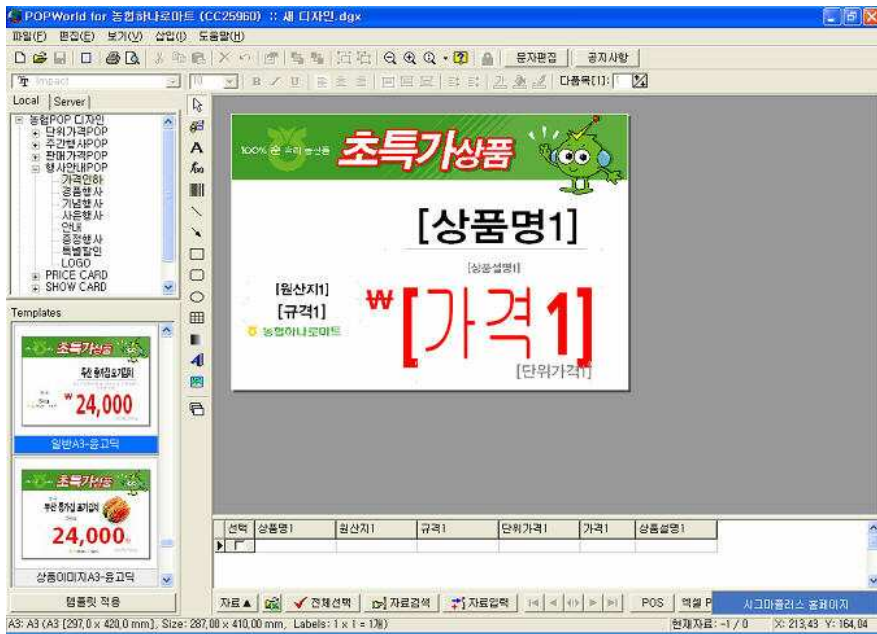 POPWorld for 농협하나로마트 (CC25960) :: 새 디자인.dgx
파일(F) 편집(E) 보기(V) 삽입(I) 도움말(H)
문자편집 공지사항
Impact 10 B I U 가 다품목[1]: 1
Local Server
농협POP 디자인
단위가격POP
주간행사POP
판매가격POP
행사안내POP
가격인하
경품행사
기념행사
사은행사
안내
증정행사
특별할인
LOGO
PRICE CARD
SHOW CARD
Templates
초특가상품
₩24,000
일반A3-윤고딕
초특가상품
24,000
상품이미지A3-윤고딕
템플릿 적용
100% 순 우리 농산물 초특가상품
[상품명1]
[상품설명1]
[원산지1]
[규격1]
농협하나로마트
₩[가격1]
[단위가격1]
선택 상품명1 원산지1 규격1 단위가격1 가격1 상품설명1
자료▲ 전체선택 자료검색 자료입력 POS 엑셀 P 시그마플러스 홈페이지
A3: A3 (A3 [297,0 x 420,0 mm], Size: 287,00 x 410,00 mm, Labels: 1 x 1 = 1개) 현재자료: -1 / 0 X: 213,43 Y: 164,04